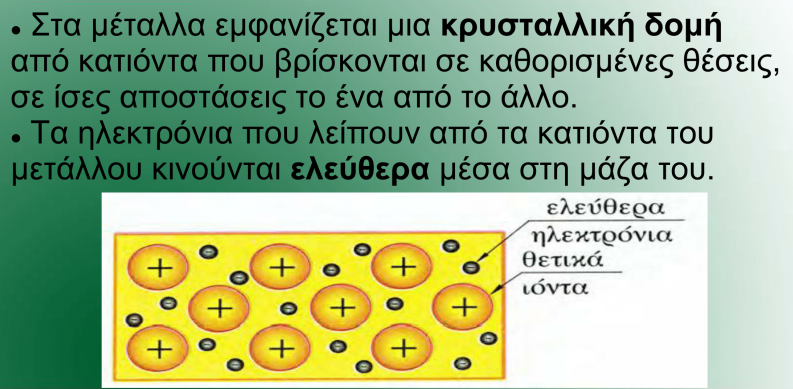 • Στα μέταλλα εμφανίζεται μια κρυσταλλική δομή
από κατιόντα που βρίσκονται σε καθορισμένες θέσεις,
σε ίσες αποστάσεις το ένα από το άλλο.
• Τα ηλεκτρόνια που λείπουν από τα κατιόντα του
μετάλλου κινούνται ελεύθερα μέσα στη μάζα του.
ελεύθερα
ηλεκτρόνια
θετικά
ιόντα